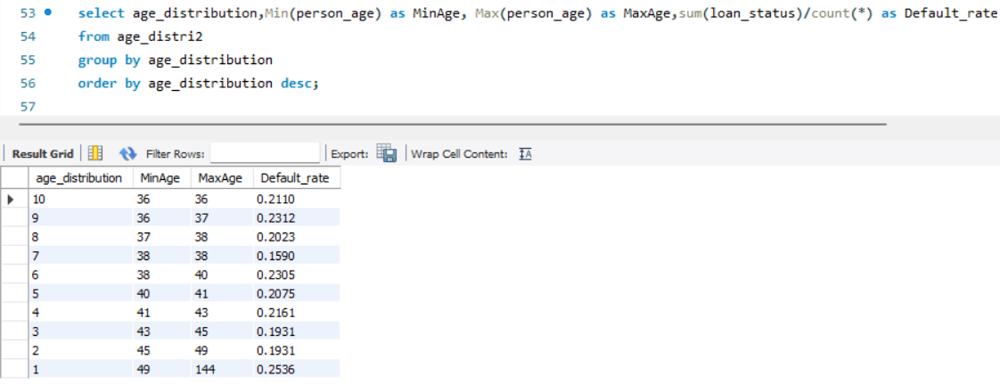 53 select age_distribution,Min(person_age) as MinAge, Max(person_age) as MaxAge,sum(loan_status)/count(*) as Default_rate
54 from age_distri2
55 group by age_distribution
56 order by age_distribution desc;
57
Result Grid Filter Rows: Export: Wrap Cell Content: IA
age_distribution MinAge MaxAge Default_rate
10 36 36 0.2110
9 36 37 0.2312
8 37 38 0.2023
7 38 38 0.1590
6 38 40 0.2305
5 40 41 0.2075
4 41 43 0.2161
3 43 45 0.1931
2 45 49 0.1931
1 49 144 0.2536